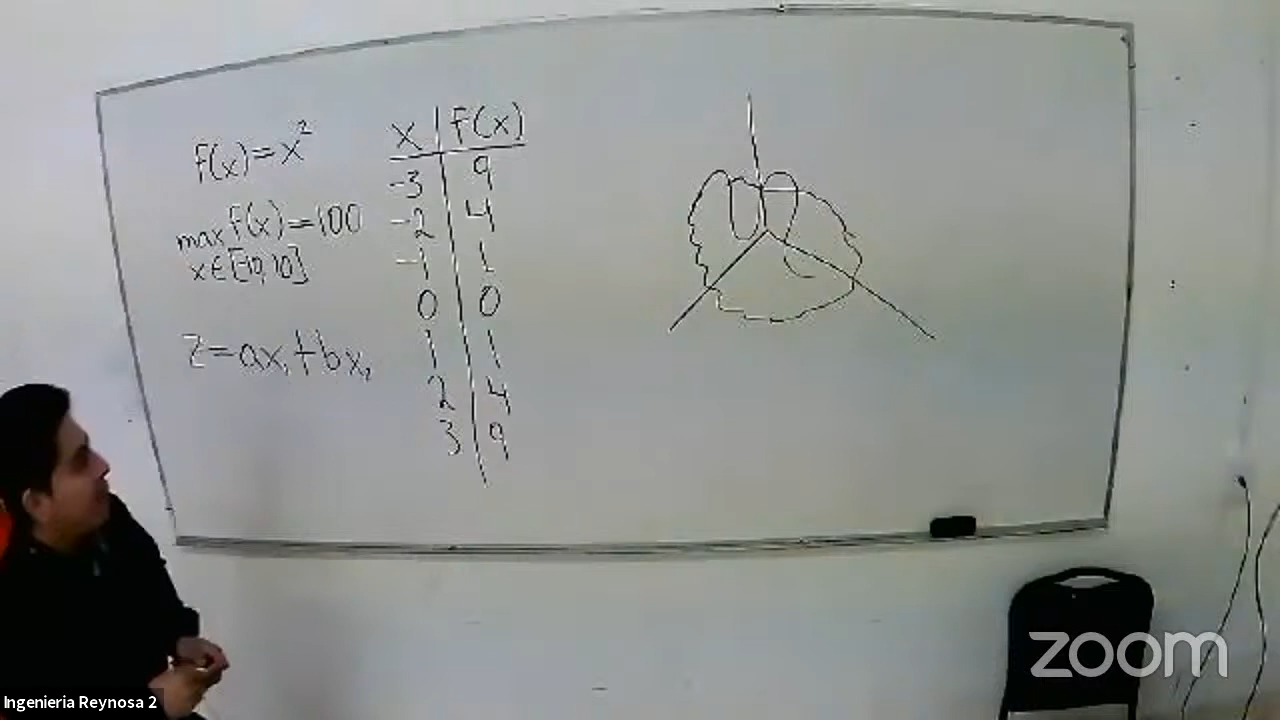 f(x)=x²
max f(x)=100
x∈[-10,10]
z=ax₁+bx₂
x | f(x)
-3 | 9
-2 | 4
-1 | 1
0 | 0
1 | 1
2 | 4
3 | 9
zoom
Ingenieria Reynosa 2